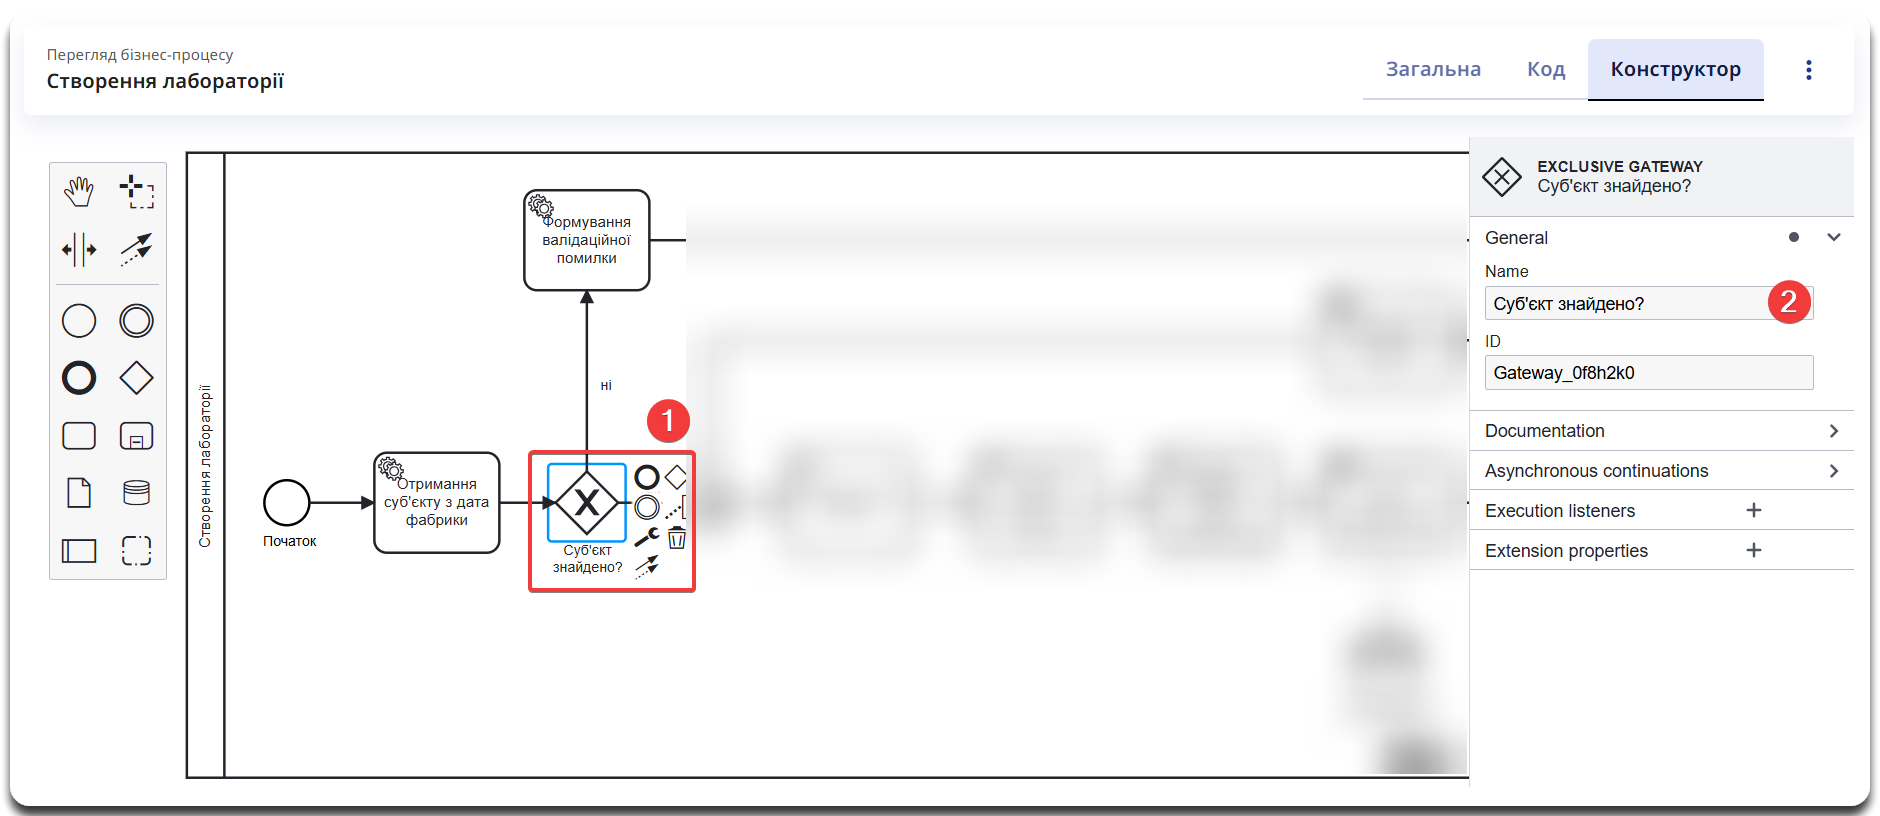 Перегляд бізнес-процесу
Створення лабораторії
Загальна
Код
Конструктор
Створення лабораторії
Початок
Отримання
суб'єкту з дата
фабрики
Формування
валідаційної
помилки
ні
1
X
Суб'єкт
знайдено?
EXCLUSIVE GATEWAY
Суб'єкт знайдено?
General
Name
Суб'єкт знайдено?
2
ID
Gateway_0f8h2k0
Documentation
Asynchronous continuations
Execution listeners
Extension properties